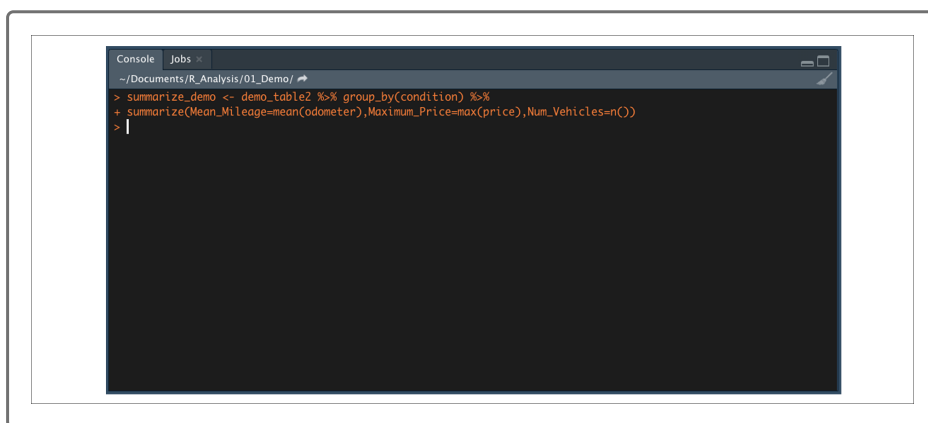 Console Jobs ×
~/Documents/R_Analysis/01_Demo/
> summarize_demo <- demo_table2 %>% group_by(condition) %>%
+ summarize(Mean_Mileage=mean(odometer),Maximum_Price=max(price),Num_Vehicles=n())
>